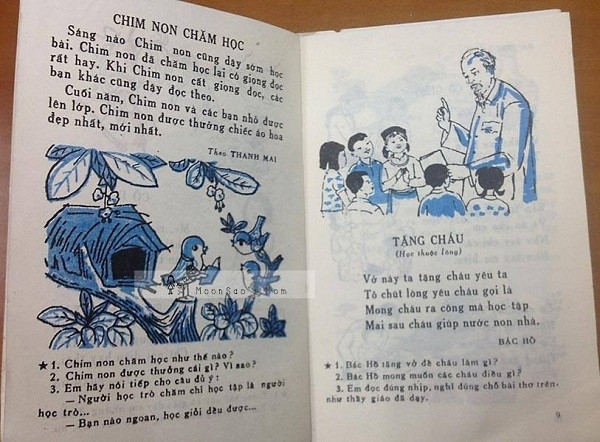 CHIM NON CHĂM HỌC
Sáng nào Chim non cũng dậy sớm học
bài. Chim non đã chăm học lại có giọng đọc
rất hay. Khi Chim non cất giọng đọc, các
bạn khác cũng dậy đọc theo.
Cuối năm, Chim non và các bạn nhỏ được
lên lớp. Chim non được thưởng chiếc áo hoa
đẹp nhất, mới nhất.
Theo THANH MAI
★ 1. Chim non chăm học như thế nào?
2. Chim non được thưởng cái gì? Vì sao?
3. Em hãy nói tiếp cho câu đủ ý:
— Người học trò chăm chỉ học tập là người
học trò...
— Bạn nào ngoan, học giỏi đều được...
TẶNG CHÁU
(Học thuộc lòng)
Vở này ta tặng cháu yêu ta
Tỏ chút lòng yêu cháu gọi là
Mong cháu ra công mà học tập
Mai sau cháu giúp nước non nhà.
BÁC HỒ
★ 1. Bác Hồ tặng vở để cháu làm gì?
2. Bác Hồ mong muốn các cháu điều gì?
3. Em đọc đúng nhịp, nghỉ đúng chỗ bài thơ trên,
như thầy giáo đã dạy.
9